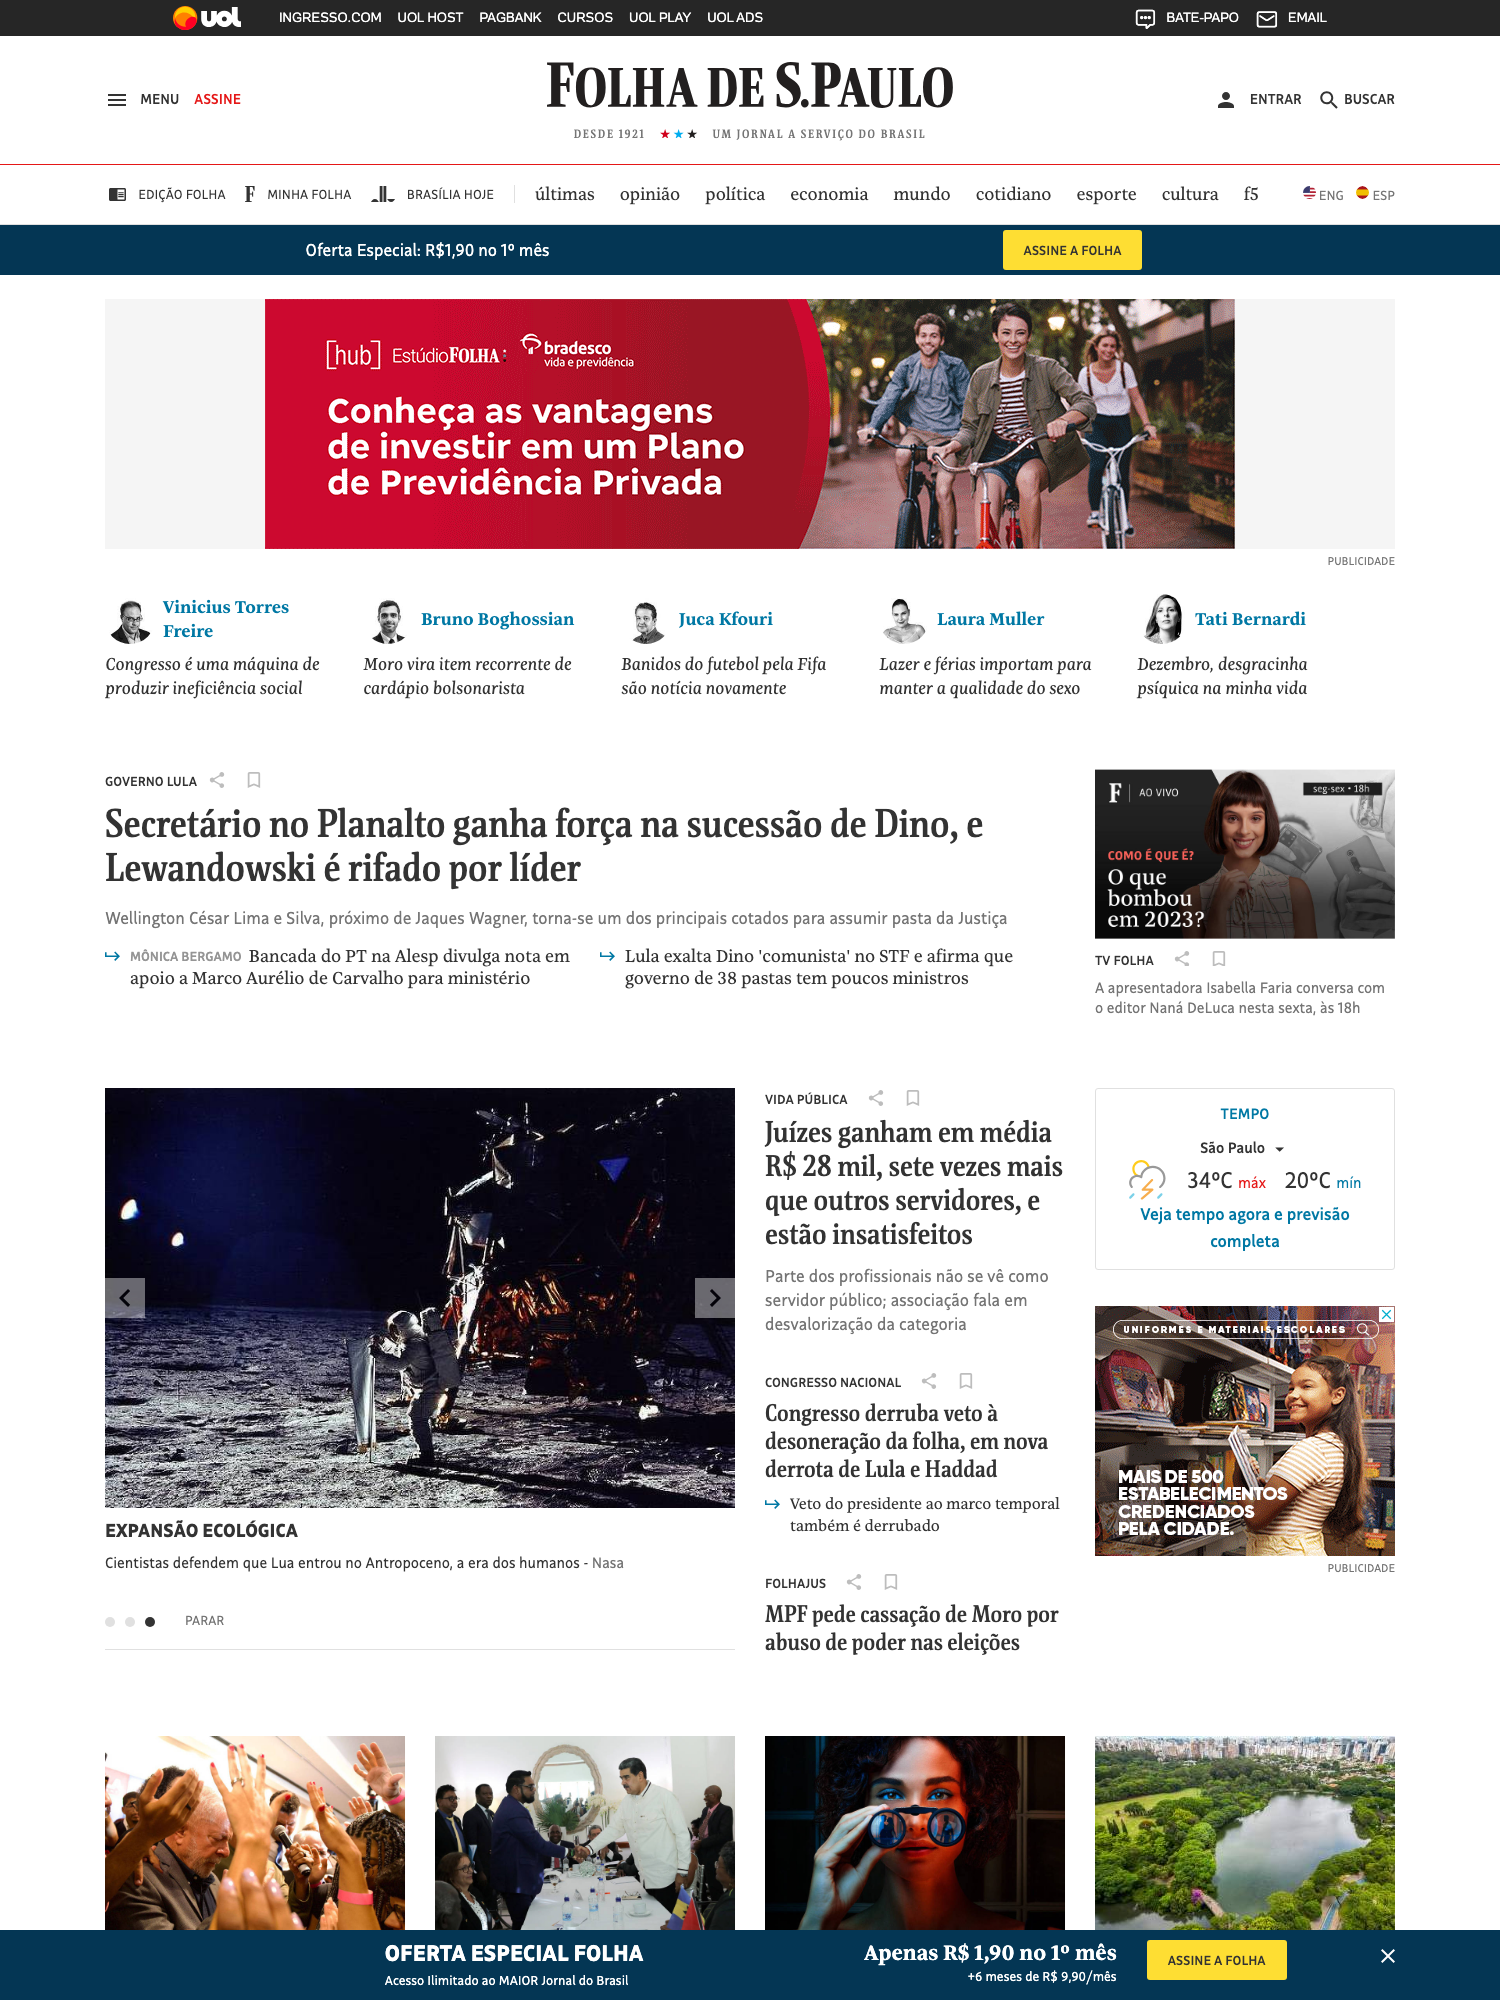 uol INGRESSO.COM UOL HOST PAGBANK CURSOS UOL PLAY UOL ADS BATE-PAPO EMAIL
MENU ASSINE FOLHA DE S.PAULO ENTRAR BUSCAR
DESDE 1921 ★★★ UM JORNAL A SERVIÇO DO BRASIL
EDIÇÃO FOLHA F MINHA FOLHA BRASÍLIA HOJE últimas opinião política economia mundo cotidiano esporte cultura f5 ENG ESP
Oferta Especial: R$1,90 no 1º mês ASSINE A FOLHA
[hub] EstúdioFOLHA: bradesco
vida e previdência
Conheça as vantagens
de investir em um Plano
de Previdência Privada
PUBLICIDADE
Vinicius Torres
Freire
Congresso é uma máquina de
produzir ineficiência social
Bruno Boghossian
Moro vira item recorrente de
cardápio bolsonarista
Juca Kfouri
Banidos do futebol pela Fifa
são notícia novamente
Laura Muller
Lazer e férias importam para
manter a qualidade do sexo
Tati Bernardi
Dezembro, desgracinha
psíquica na minha vida
GOVERNO LULA
Secretário no Planalto ganha força na sucessão de Dino, e
Lewandowski é rifado por líder
Wellington César Lima e Silva, próximo de Jaques Wagner, torna-se um dos principais cotados para assumir pasta da Justiça
MÔNICA BERGAMO Bancada do PT na Alesp divulga nota em
apoio a Marco Aurélio de Carvalho para ministério
Lula exalta Dino 'comunista' no STF e afirma que
governo de 38 pastas tem poucos ministros
F AO VIVO seg-sex • 18h
COMO É QUE É?
O que
bombou
em 2023?
TV FOLHA
A apresentadora Isabella Faria conversa com
o editor Naná DeLuca nesta sexta, às 18h
EXPANSÃO ECOLÓGICA
Cientistas defendem que Lua entrou no Antropoceno, a era dos humanos - Nasa
PARAR
VIDA PÚBLICA
Juízes ganham em média
R$ 28 mil, sete vezes mais
que outros servidores, e
estão insatisfeitos
Parte dos profissionais não se vê como
servidor público; associação fala em
desvalorização da categoria
CONGRESSO NACIONAL
Congresso derruba veto à
desoneração da folha, em nova
derrota de Lula e Haddad
Veto do presidente ao marco temporal
também é derrubado
FOLHAJUS
MPF pede cassação de Moro por
abuso de poder nas eleições
TEMPO
São Paulo
34ºC máx 20ºC mín
Veja tempo agora e previsão
completa
UNIFORMES E MATERIAIS ESCOLARES
MAIS DE 500
ESTABELECIMENTOS
CREDENCIADOS
PELA CIDADE.
PUBLICIDADE
OFERTA ESPECIAL FOLHA
Acesso Ilimitado ao MAIOR Jornal do Brasil
Apenas R$ 1,90 no 1º mês
+6 meses de R$ 9,90/mês
ASSINE A FOLHA